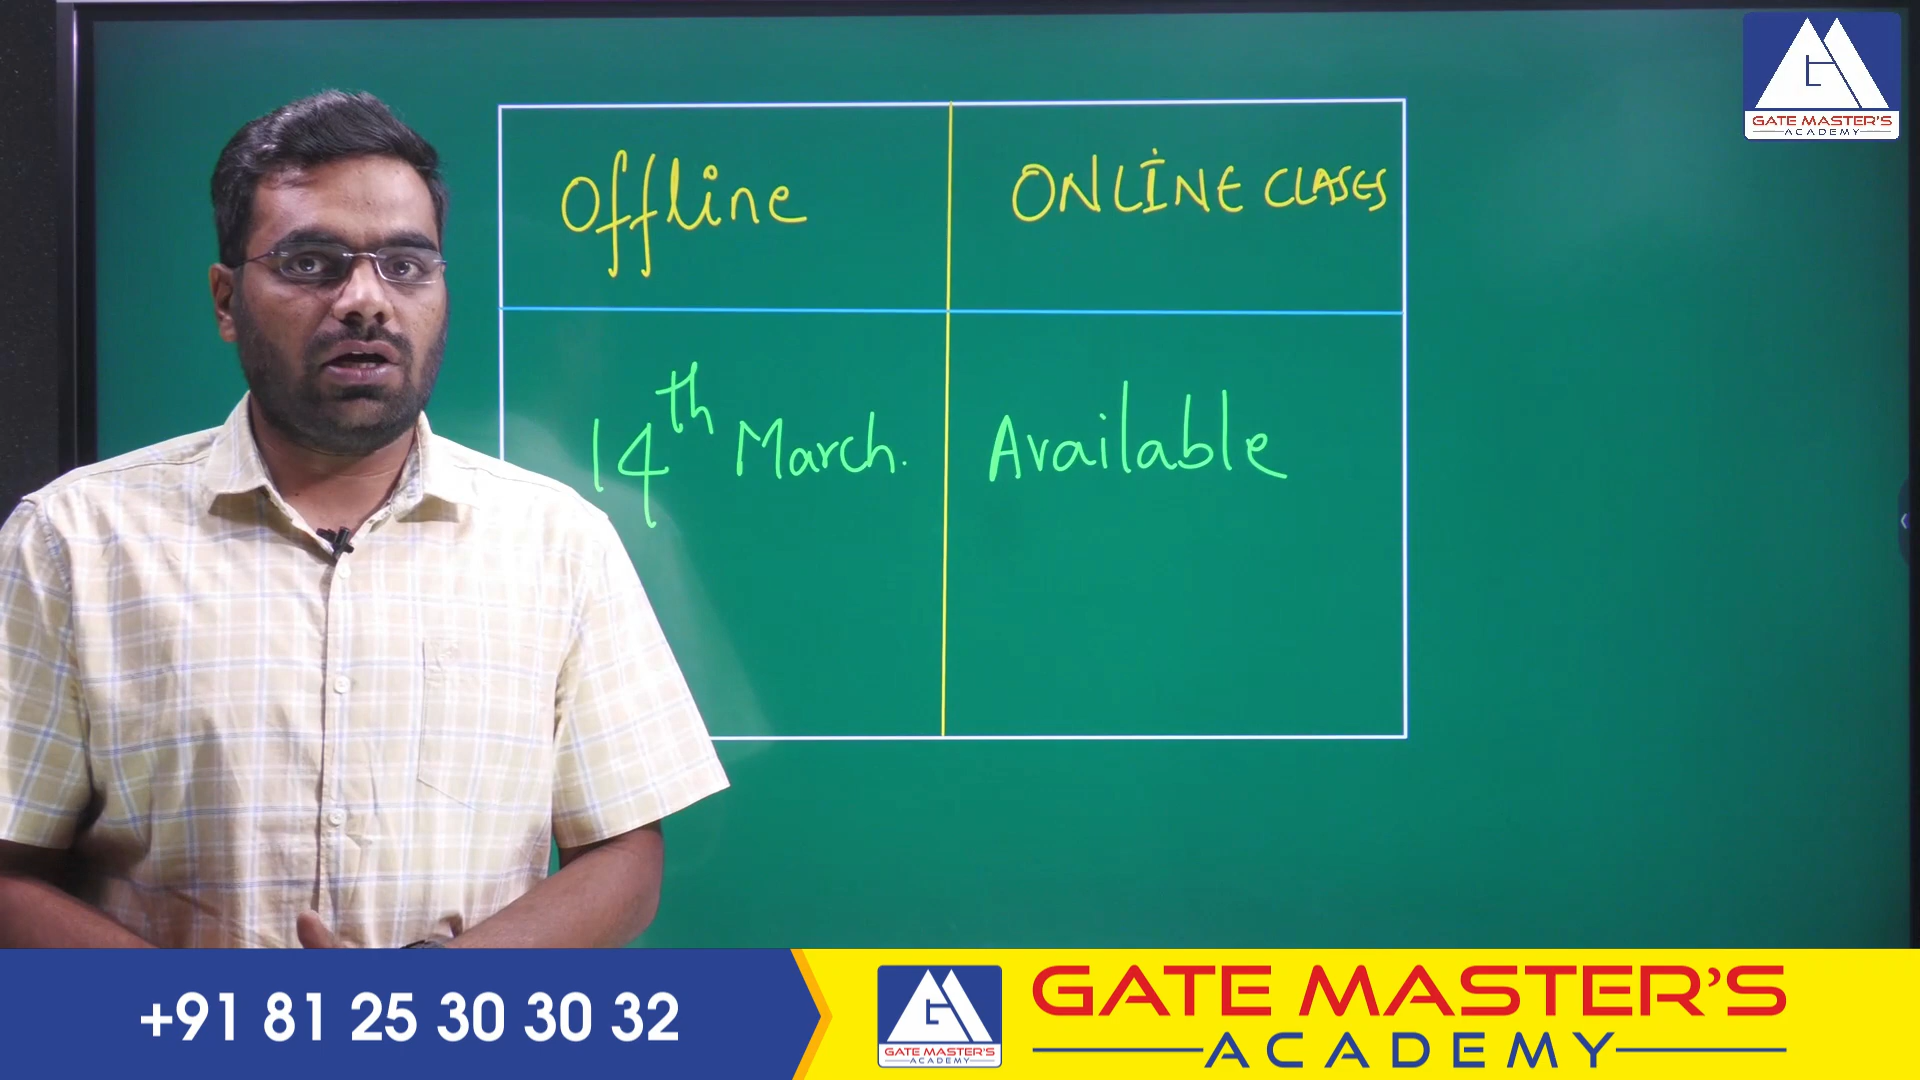 GATE MASTER'S
ACADEMY
Offline
ONLINE CLASES
14th March.
Available
+91 81 25 30 30 32
GATE MASTER'S
ACADEMY
GATE MASTER'S
ACADEMY